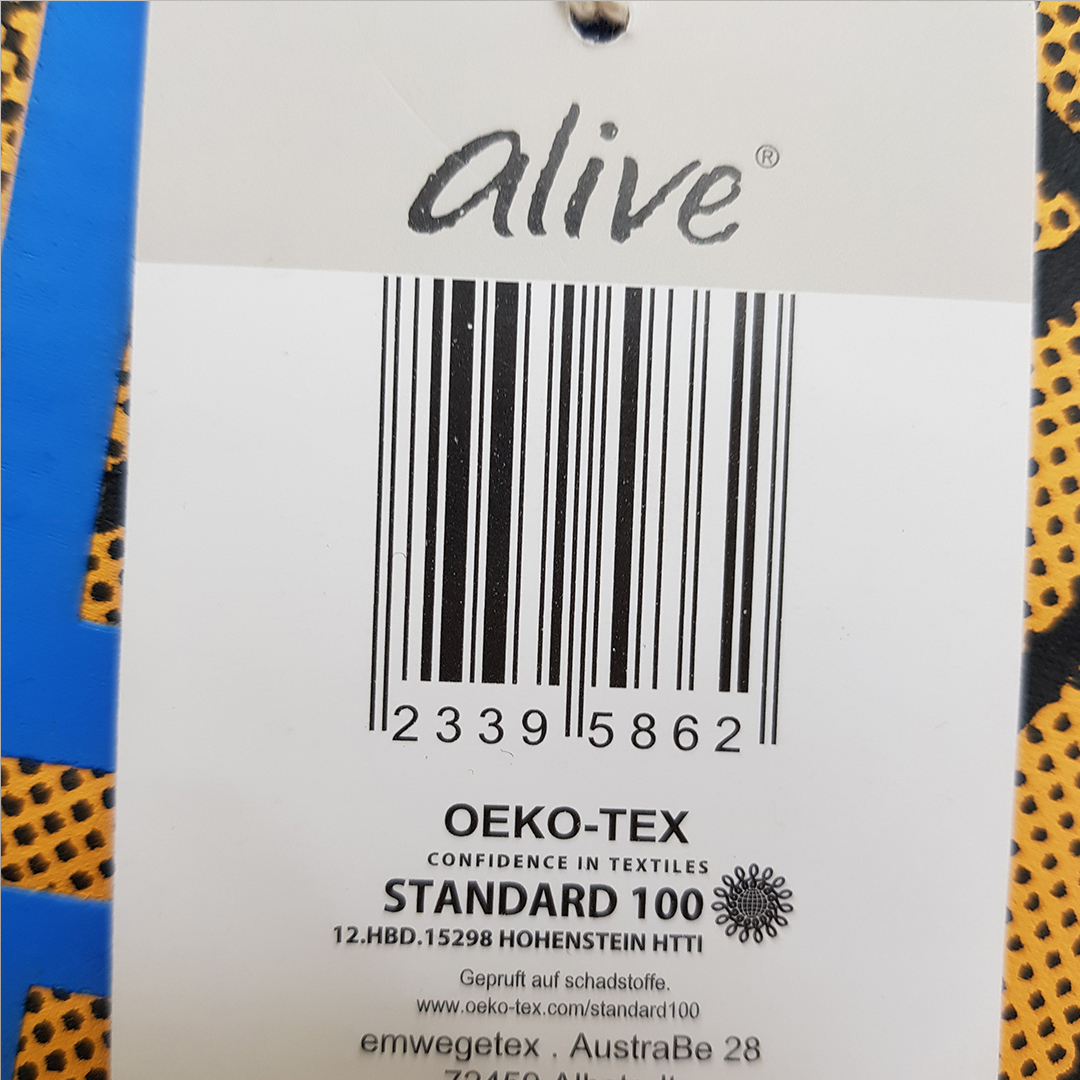 alive®
2339 5862
OEKO-TEX
CONFIDENCE IN TEXTILES
STANDARD 100
12.HBD.15298 HOHENSTEIN HTTI
Gepruft auf schadstoffe.
www.oeko-tex.com/standard100
emwegetex . AustraBe 28